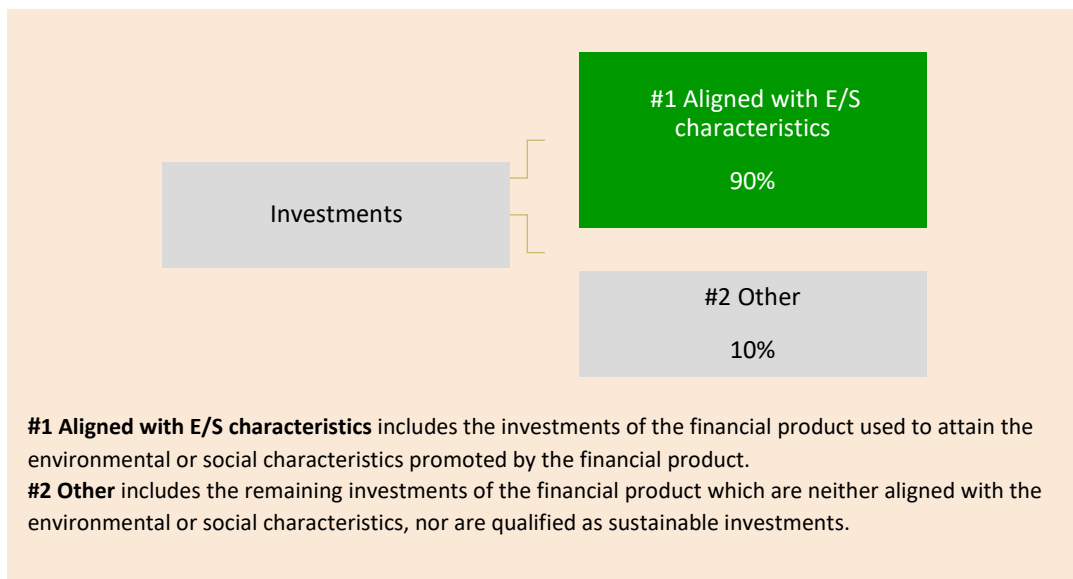 #1 Aligned with E/S
characteristics
90%
Investments
#2 Other
10%
#1 Aligned with E/S characteristics includes the investments of the financial product used to attain the
environmental or social characteristics promoted by the financial product.
#2 Other includes the remaining investments of the financial product which are neither aligned with the
environmental or social characteristics, nor are qualified as sustainable investments.